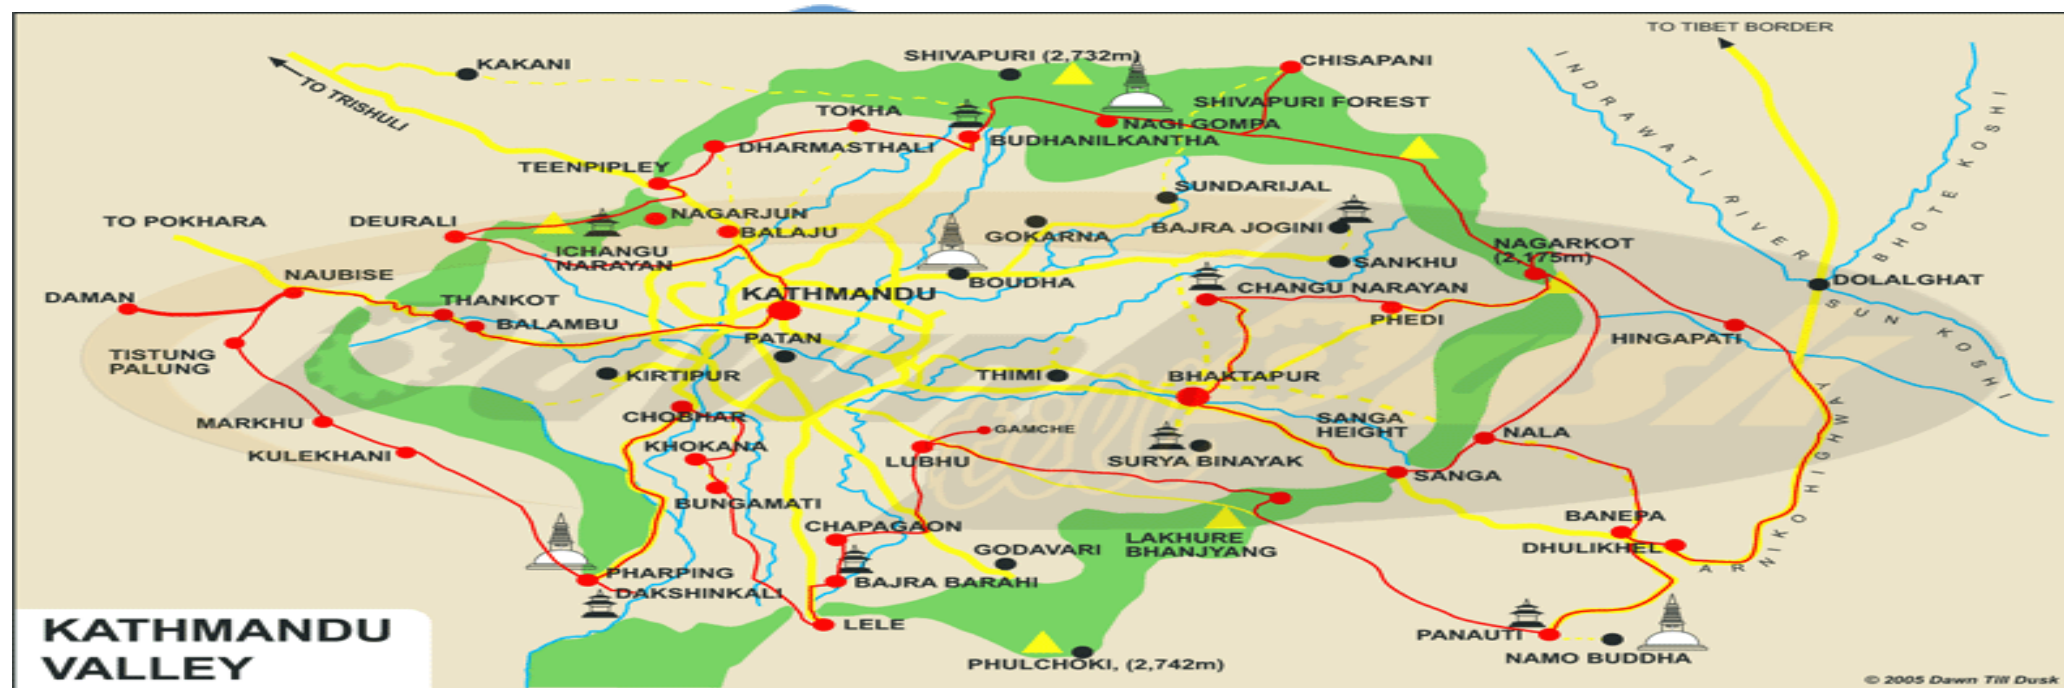 TO TIBET BORDER
SHIVAPURI (2,732m)
CHISAPANI
KAKANI
TO TRISHULI
INDRAWATI RIVER
BHOTE KOSHI
SHIVAPURI FOREST
TOKHA
NAGI GOMPA
BUDHANILKANTHA
DHARMASTHALI
TEENPIPLEY
SUNDARIJAL
NAGARJUN
TO POKHARA
DEURALI
BALAJU
GOKARNA
BAJRA JOGINI
ICHANGU
NARAYAN
NAGARKOT
(2,175m)
SANKHU
NAUBISE
BOUDHA
DOLALGHAT
DAMAN
THANKOT
KATHMANDU
CHANGU NARAYAN
SUN KOSHI
BALAMBU
PHEDI
PATAN
HINGAPATI
TISTUNG
PALUNG
KIRTIPUR
THIMI
BHAKTAPUR
ARNIKO HIGHWAY
CHOBHAR
SANGA
HEIGHT
MARKHU
GAMCHE
NALA
KHOKANA
KULEKHANI
LUBHU
SURYA BINAYAK
SANGA
BUNGAMATI
CHAPAGAON
BANEPA
LAKHURE
BHANJYANG
GODAVARI
DHULIKHEL
PHARPING
BAJRA BARAHI
DAKSHINKALI
LELE
PANAUTI
NAMO BUDDHA
PHULCHOKI, (2,742m)
KATHMANDU
VALLEY
© 2005 Dawn Till Dusk